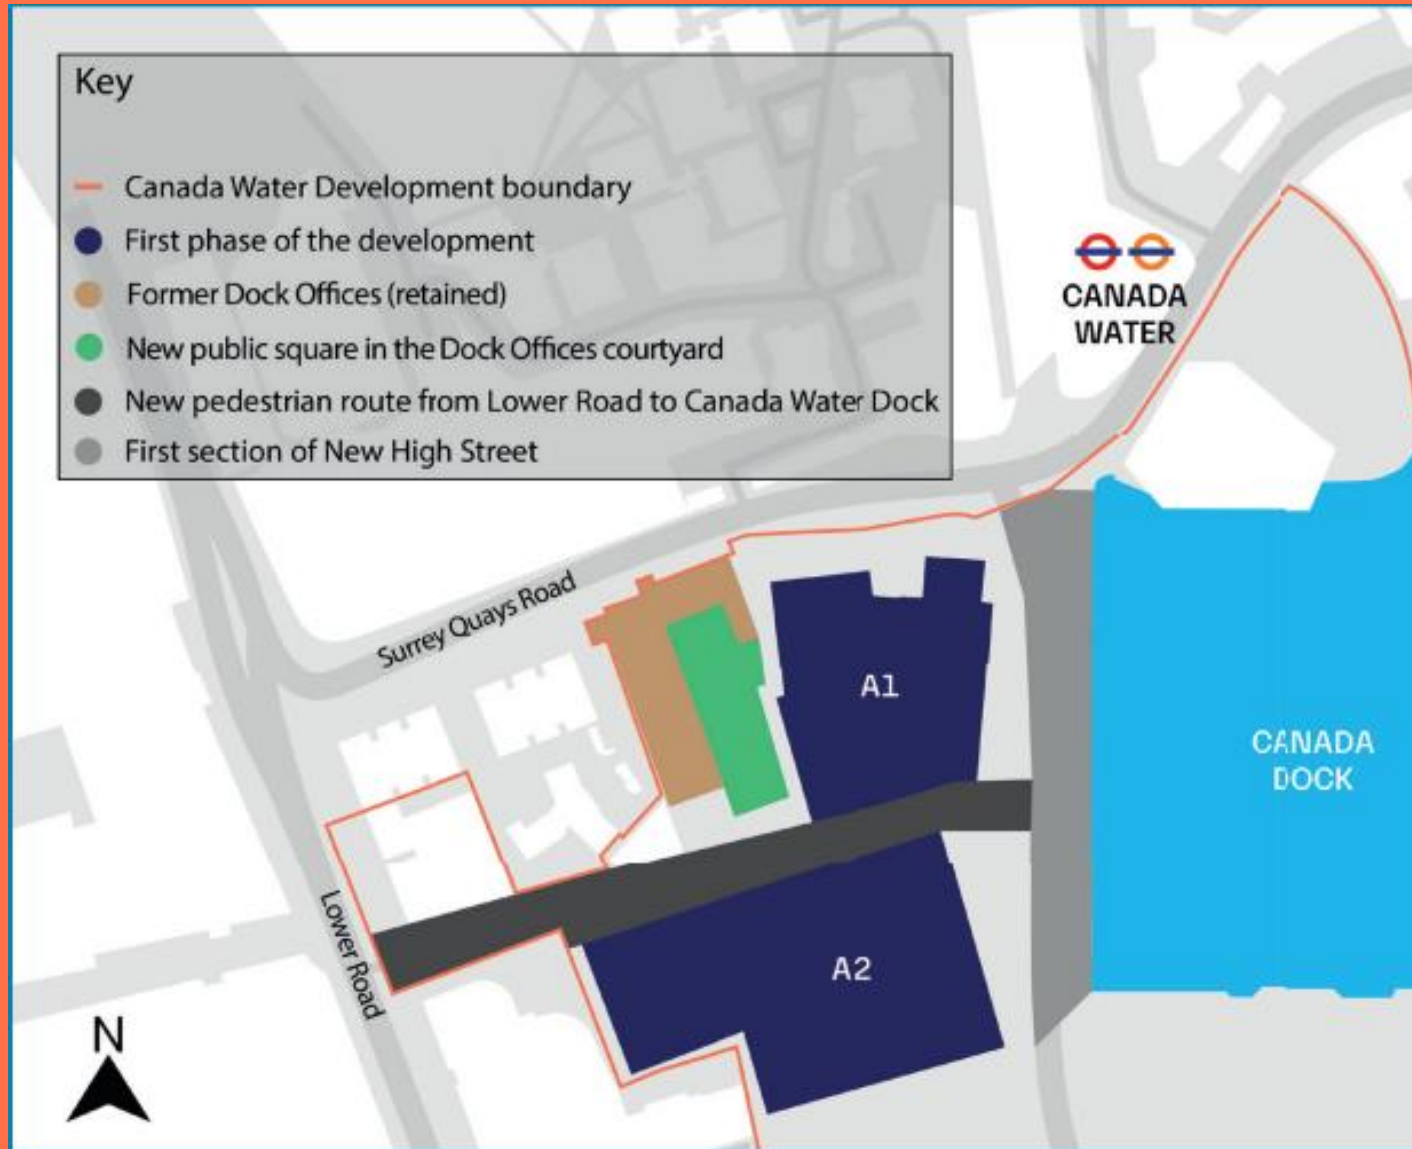 Key
Canada Water Development boundary
First phase of the development
Former Dock Offices (retained)
New public square in the Dock Offices courtyard
New pedestrian route from Lower Road to Canada Water Dock
First section of New High Street
CANADA
WATER
Surrey Quays Road
A1
CANADA
DOCK
Lower Road
A2
N